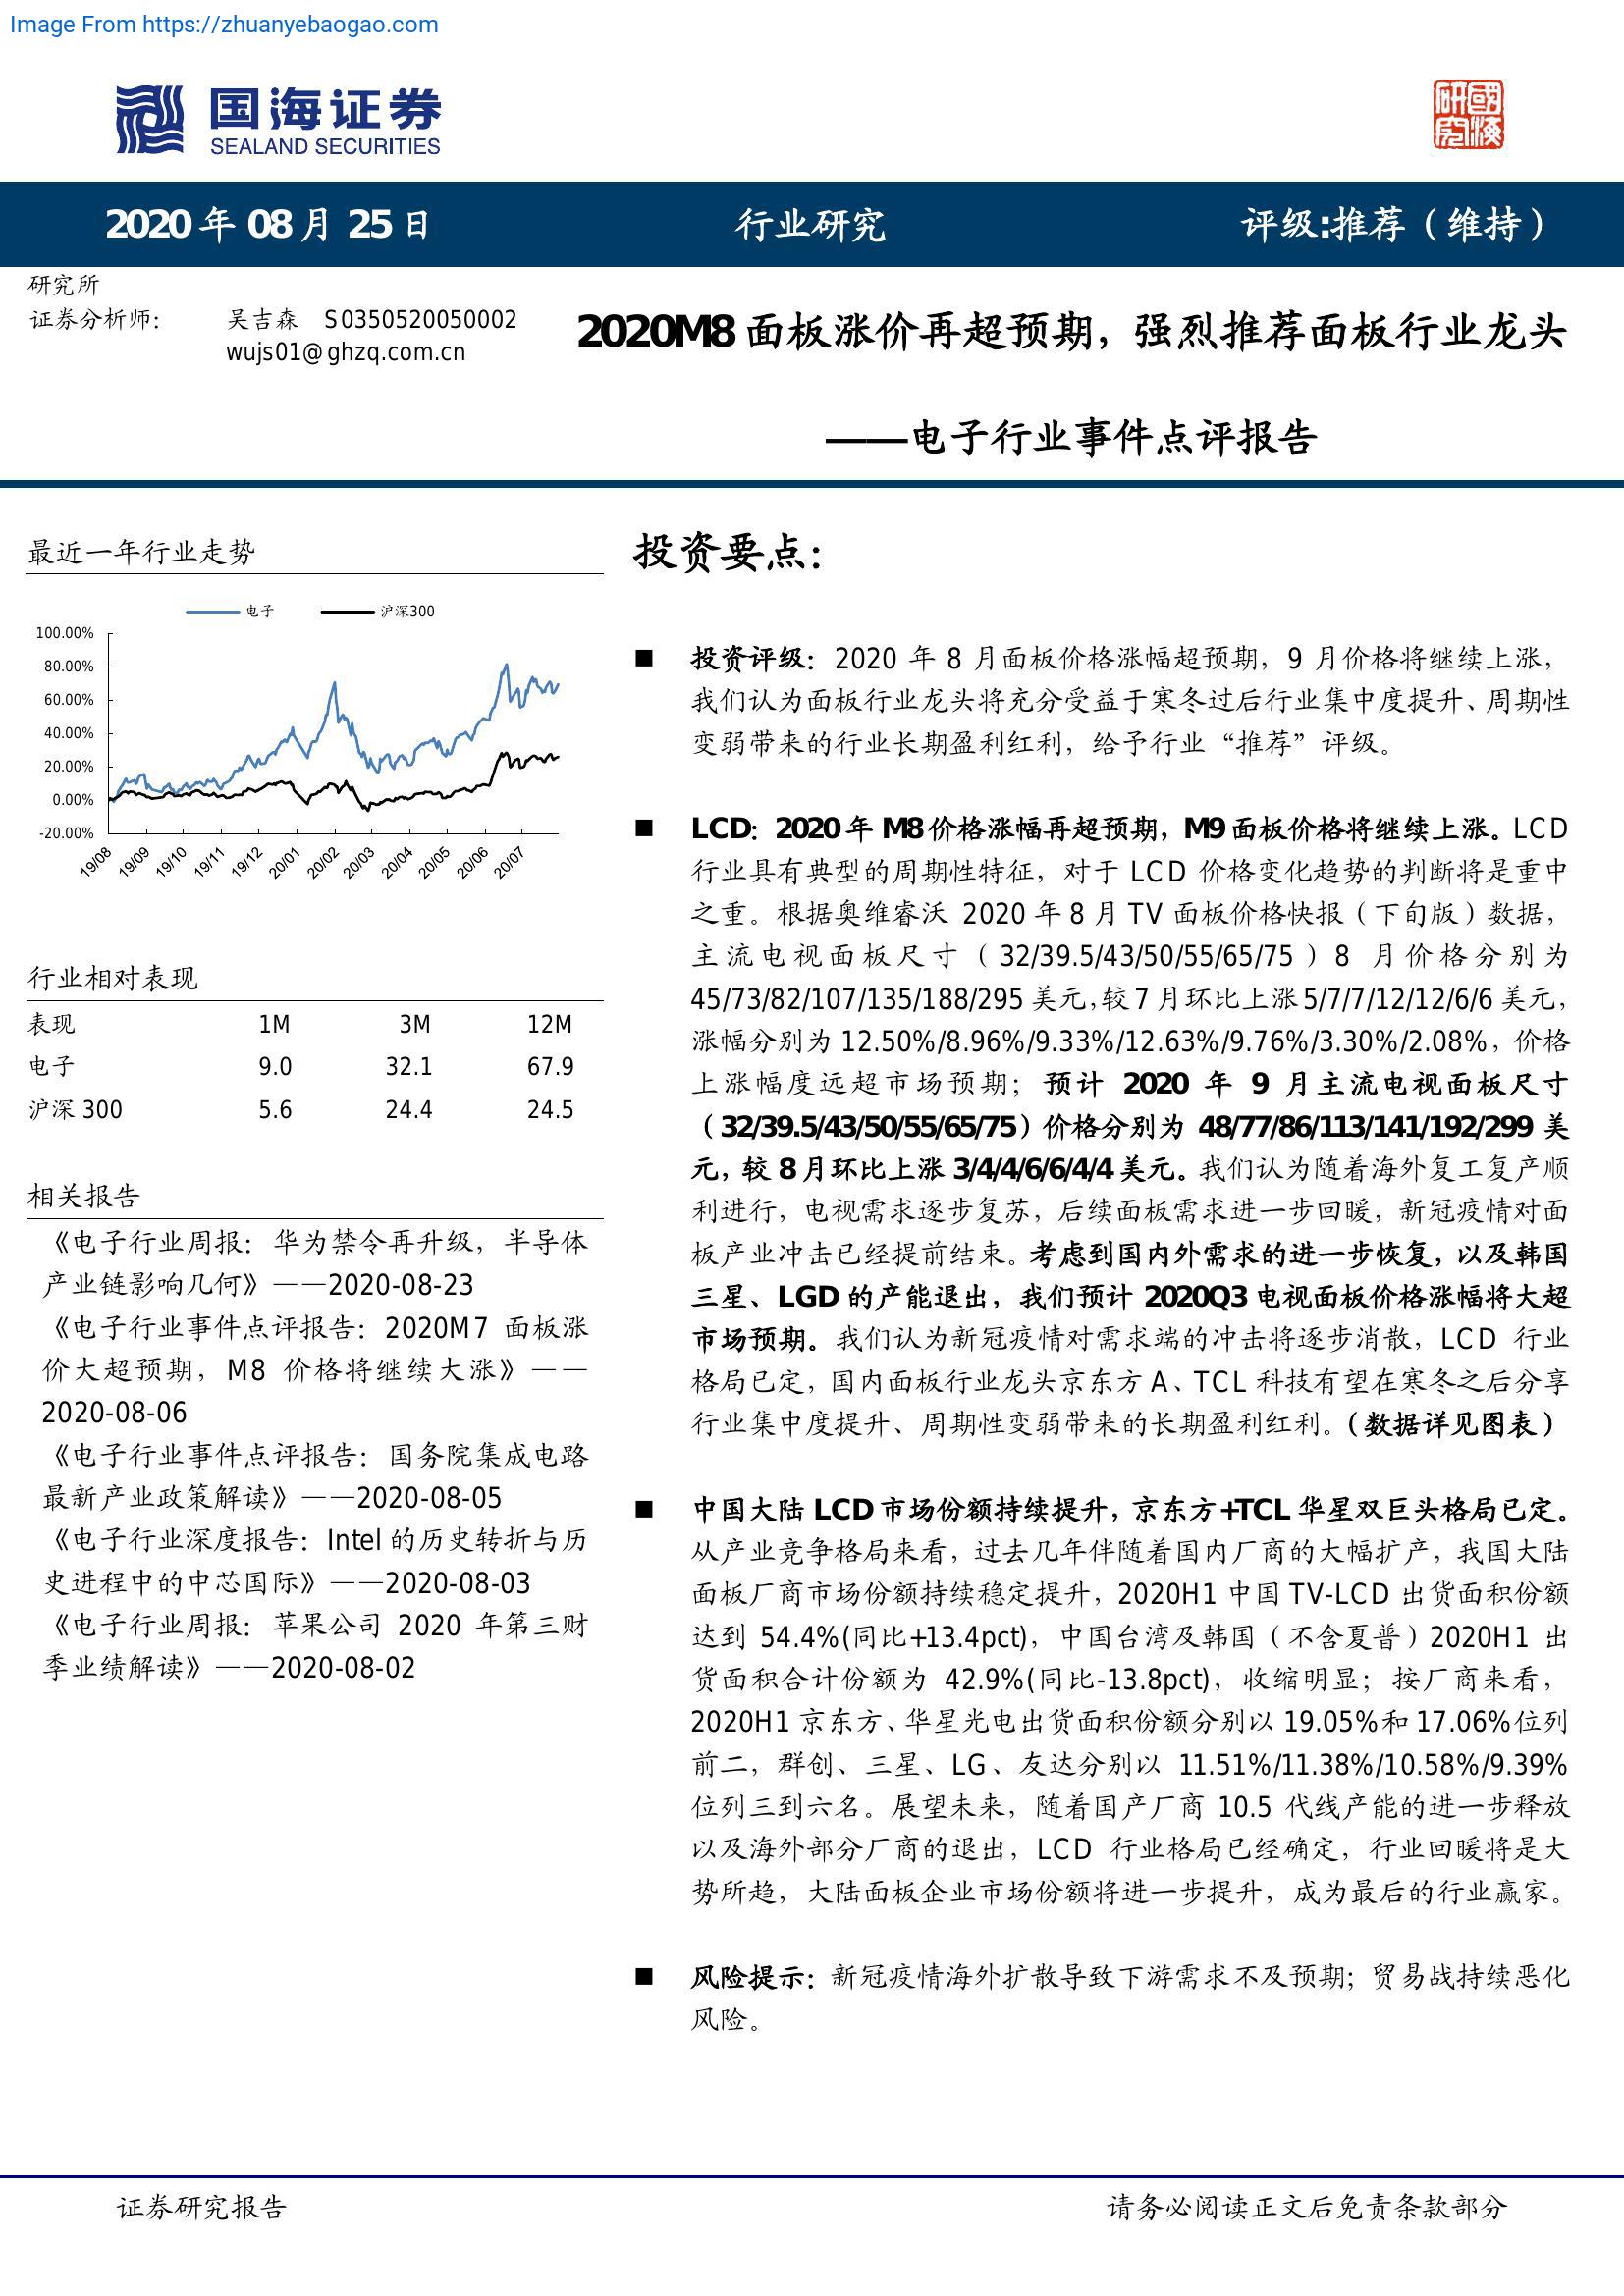 Image From https://zhuanyebaogao.com
国海证券
SEALAND SECURITIES
研國
究海
2020 年 08 月 25 日
行业研究
评级:推荐（维持）
研究所
证券分析师：
吴吉森 S0350520050002
wujs01@ghzq.com.cn
2020M8 面板涨价再超预期，强烈推荐面板行业龙头
——电子行业事件点评报告
最近一年行业走势
电子
沪深300
100.00%
80.00%
60.00%
40.00%
20.00%
0.00%
-20.00%
19/08
19/09
19/10
19/11
19/12
20/01
20/02
20/03
20/04
20/05
20/06
20/07
行业相对表现
表现 1M 3M 12M
电子 9.0 32.1 67.9
沪深 300 5.6 24.4 24.5
相关报告
《电子行业周报：华为禁令再升级，半导体
产业链影响几何》——2020-08-23
《电子行业事件点评报告：2020M7 面板涨
价大超预期，M8 价格将继续大涨》——
2020-08-06
《电子行业事件点评报告：国务院集成电路
最新产业政策解读》——2020-08-05
《电子行业深度报告：Intel 的历史转折与历
史进程中的中芯国际》——2020-08-03
《电子行业周报：苹果公司 2020 年第三财
季业绩解读》——2020-08-02
投资要点：
■ 投资评级：2020 年 8 月面板价格涨幅超预期，9 月价格将继续上涨，
我们认为面板行业龙头将充分受益于寒冬过后行业集中度提升、周期性
变弱带来的行业长期盈利红利，给予行业“推荐”评级。
■ LCD：2020 年 M8 价格涨幅再超预期，M9 面板价格将继续上涨。LCD
行业具有典型的周期性特征，对于 LCD 价格变化趋势的判断将是重中
之重。根据奥维睿沃 2020 年 8 月 TV 面板价格快报（下旬版）数据，
主流电视面板尺寸（32/39.5/43/50/55/65/75）8 月价格分别为
45/73/82/107/135/188/295 美元，较 7 月环比上涨 5/7/7/12/12/6/6 美元，
涨幅分别为 12.50%/8.96%/9.33%/12.63%/9.76%/3.30%/2.08%，价格
上涨幅度远超市场预期；预计 2020 年 9 月主流电视面板尺寸
（32/39.5/43/50/55/65/75）价格分别为 48/77/86/113/141/192/299 美
元，较 8 月环比上涨 3/4/4/6/6/4/4 美元。我们认为随着海外复工复产顺
利进行，电视需求逐步复苏，后续面板需求进一步回暖，新冠疫情对面
板产业冲击已经提前结束。考虑到国内外需求的进一步恢复，以及韩国
三星、LGD 的产能退出，我们预计 2020Q3 电视面板价格涨幅将大超
市场预期。我们认为新冠疫情对需求端的冲击将逐步消散，LCD 行业
格局已定，国内面板行业龙头京东方 A、TCL 科技有望在寒冬之后分享
行业集中度提升、周期性变弱带来的长期盈利红利。（数据详见图表）
■ 中国大陆 LCD 市场份额持续提升，京东方+TCL 华星双巨头格局已定。
从产业竞争格局来看，过去几年伴随着国内厂商的大幅扩产，我国大陆
面板厂商市场份额持续稳定提升，2020H1 中国 TV-LCD 出货面积份额
达到 54.4%(同比+13.4pct)，中国台湾及韩国（不含夏普）2020H1 出
货面积合计份额为 42.9%(同比-13.8pct)，收缩明显；按厂商来看，
2020H1 京东方、华星光电出货面积份额分别以 19.05%和 17.06%位列
前二，群创、三星、LG、友达分别以 11.51%/11.38%/10.58%/9.39%
位列三到六名。展望未来，随着国产厂商 10.5 代线产能的进一步释放
以及海外部分厂商的退出，LCD 行业格局已经确定，行业回暖将是大
势所趋，大陆面板企业市场份额将进一步提升，成为最后的行业赢家。
■ 风险提示：新冠疫情海外扩散导致下游需求不及预期；贸易战持续恶化
风险。
证券研究报告
请务必阅读正文后免责条款部分